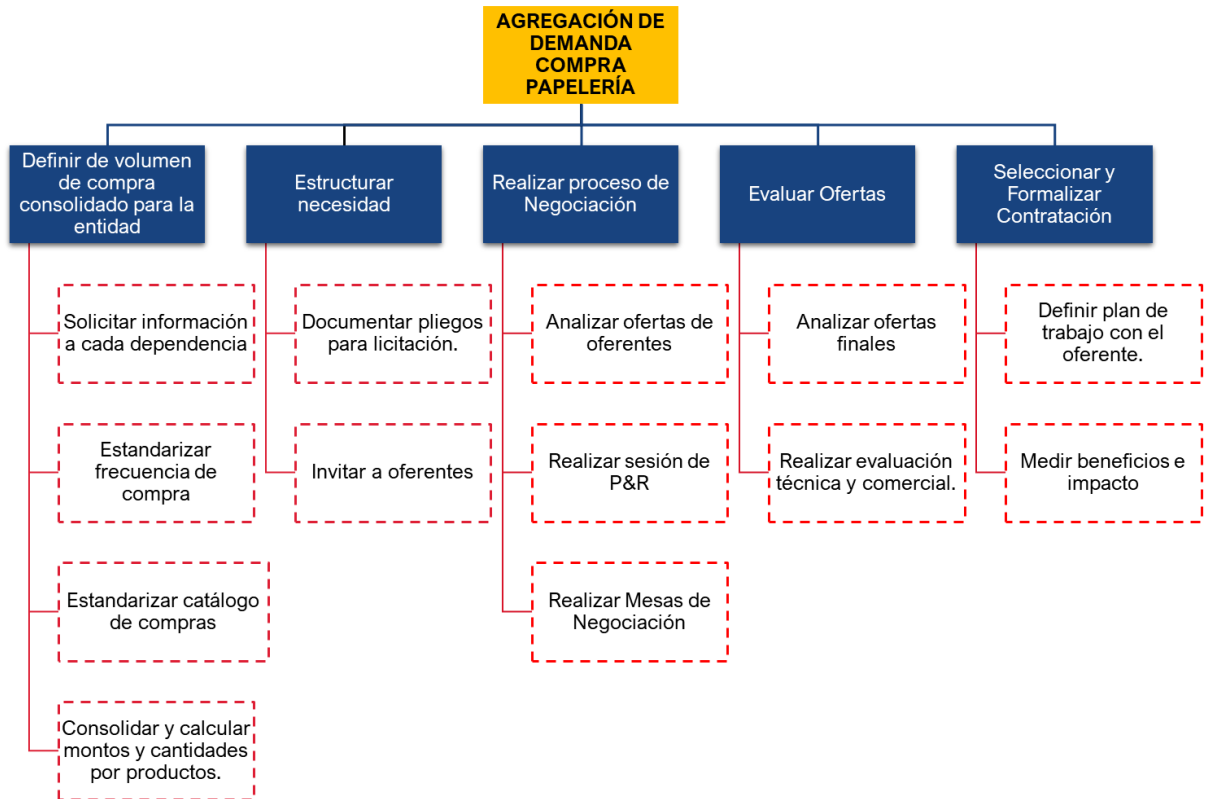 AGREGACIÓN DE
DEMANDA
COMPRA
PAPELERÍA
Definir de volumen
de compra
consolidado para la
entidad
Solicitar información
a cada dependencia
Estandarizar
frecuencia de
compra
Estandarizar catálogo
de compras
Consolidar y calcular
montos y cantidades
por productos.
Estructurar
necesidad
Documentar pliegos
para licitación.
Invitar a oferentes
Realizar proceso de
Negociación
Analizar ofertas de
oferentes
Realizar sesión de
P&R
Realizar Mesas de
Negociación
Evaluar Ofertas
Analizar ofertas
finales
Realizar evaluación
técnica y comercial.
Seleccionar y
Formalizar
Contratación
Definir plan de
trabajo con el
oferente.
Medir beneficios e
impacto